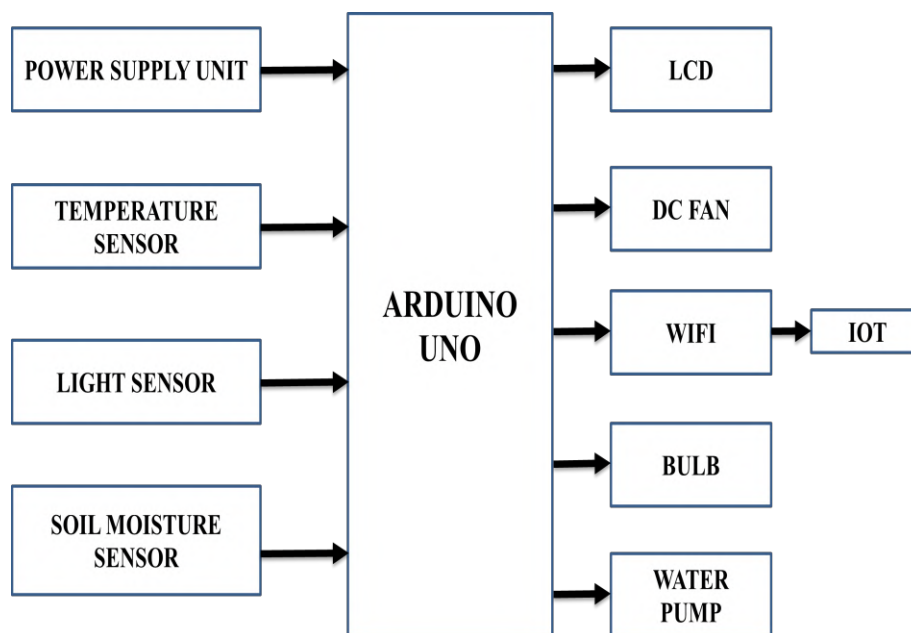 POWER SUPPLY UNIT
TEMPERATURE
SENSOR
LIGHT SENSOR
SOIL MOISTURE
SENSOR
ARDUINO
UNO
LCD
DC FAN
WIFI
IOT
BULB
WATER
PUMP